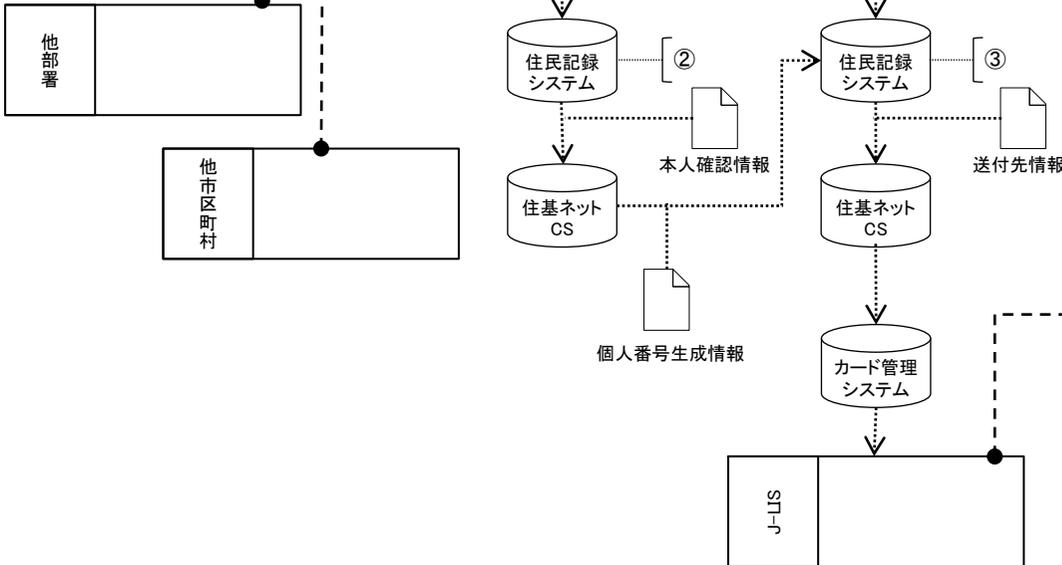 他部署
他市区町村
住民記録
システム
②
本人確認情報
住基ネット
CS
個人番号生成情報
住民記録
システム
③
送付先情報
住基ネット
CS
カード管理
システム
J-LIS